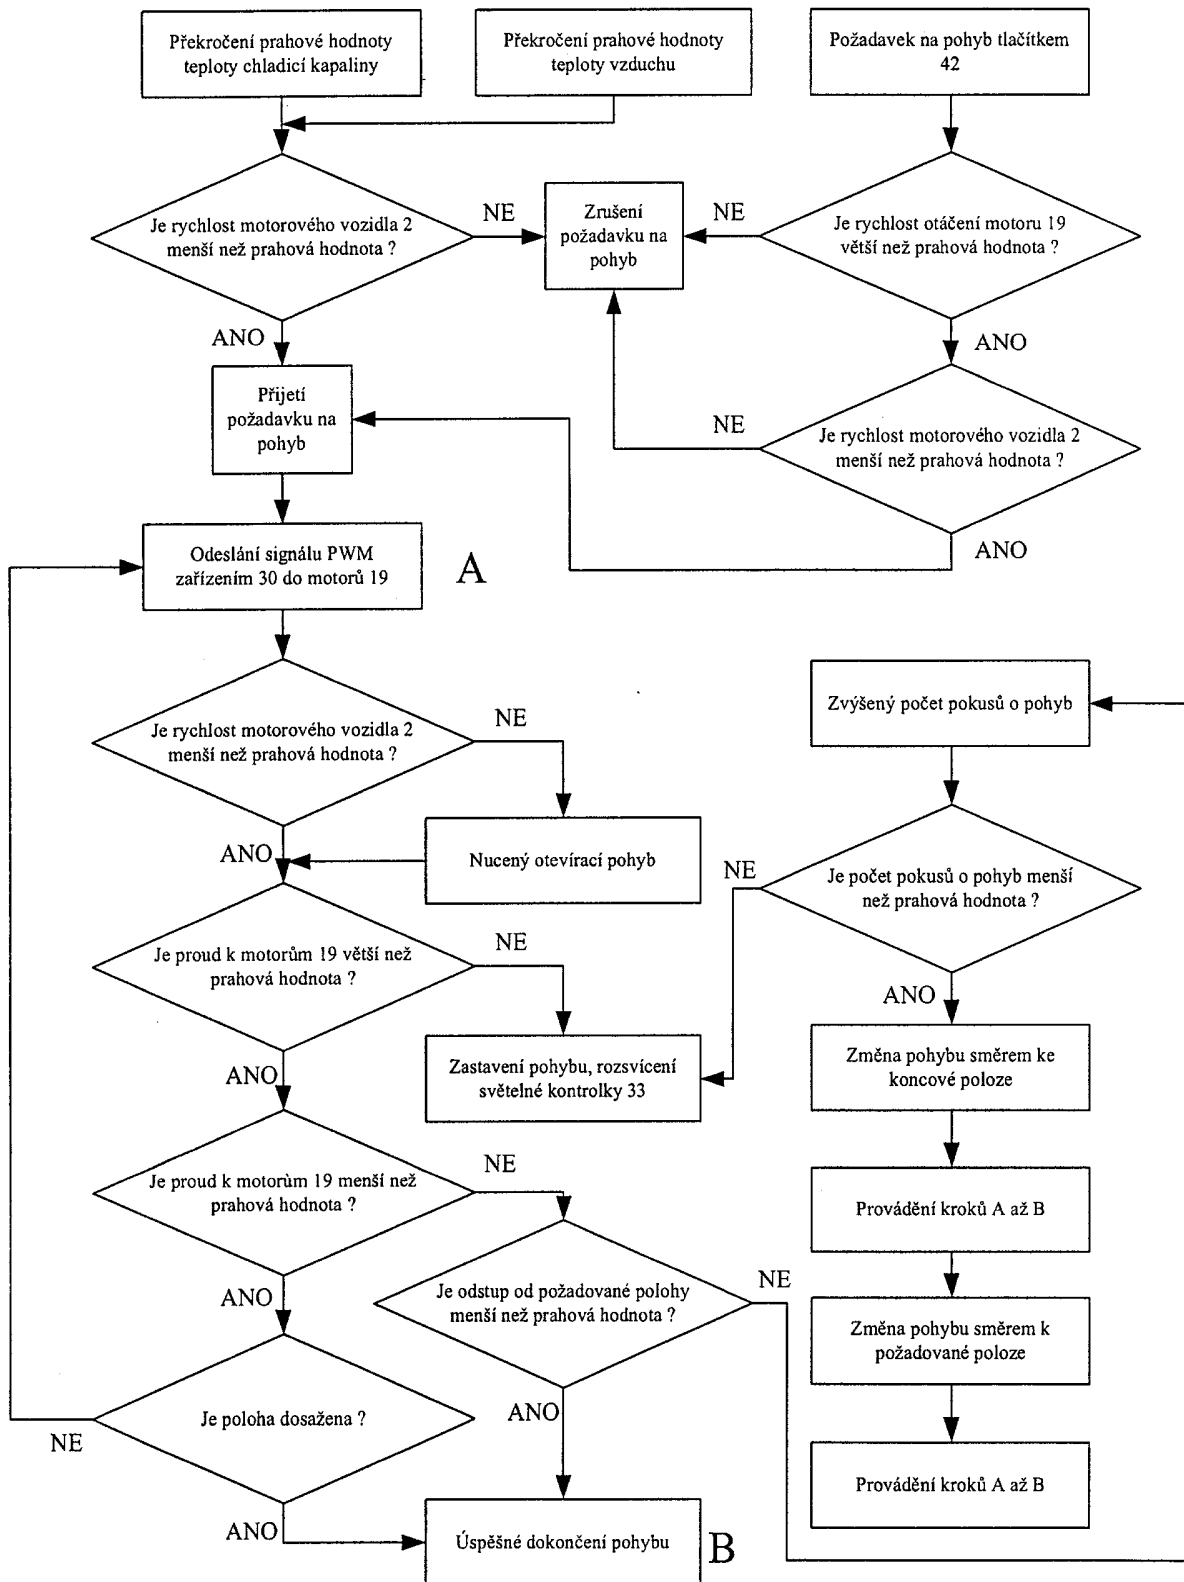 Překročení prahové hodnoty
teploty chladicí kapaliny
Překročení prahové hodnoty
teploty vzduchu
Požadavek na pohyb tlačítkem
42
Je rychlost motorového vozidla 2
menší než prahová hodnota ?
NE
Zrušení
požadavku na
pohyb
NE
Je rychlost otáčení motoru 19
větší než prahová hodnota ?
ANO
ANO
Přijetí
požadavku na
pohyb
NE
Je rychlost motorového vozidla 2
menší než prahová hodnota ?
ANO
Odeslání signálu PWM
zařízením 30 do motorů 19
A
Je rychlost motorového vozidla 2
menší než prahová hodnota ?
NE
Zvýšený počet pokusů o pohyb
ANO
Nucený otevírací pohyb
NE
Je počet pokusů o pohyb menší
než prahová hodnota ?
Je proud k motorům 19 větší než
prahová hodnota ?
NE
ANO
ANO
Zastavení pohybu, rozsvícení
světelné kontrolky 33
Změna pohybu směrem ke
koncové poloze
Je proud k motorům 19 menší než
prahová hodnota ?
NE
Provádění kroků A až B
ANO
Je odstup od požadované polohy
menší než prahová hodnota ?
NE
Změna pohybu směrem k
požadované poloze
Je poloha dosažena ?
NE
ANO
Provádění kroků A až B
ANO
Úspěšné dokončení pohybu
B